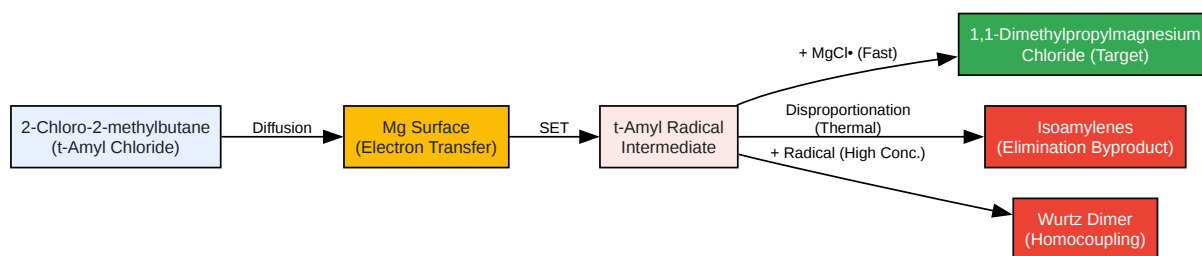 2-Chloro-2-methylbutane
(t-Amyl Chloride)
Diffusion
Mg Surface
(Electron Transfer)
SET
t-Amyl Radical
Intermediate
+ MgCl• (Fast)
1,1-Dimethylpropylmagnesium
Chloride (Target)
Disproportionation
(Thermal)
Isoamylenes
(Elimination Byproduct)
+ Radical (High Conc.)
Wurtz Dimer
(Homocoupling)